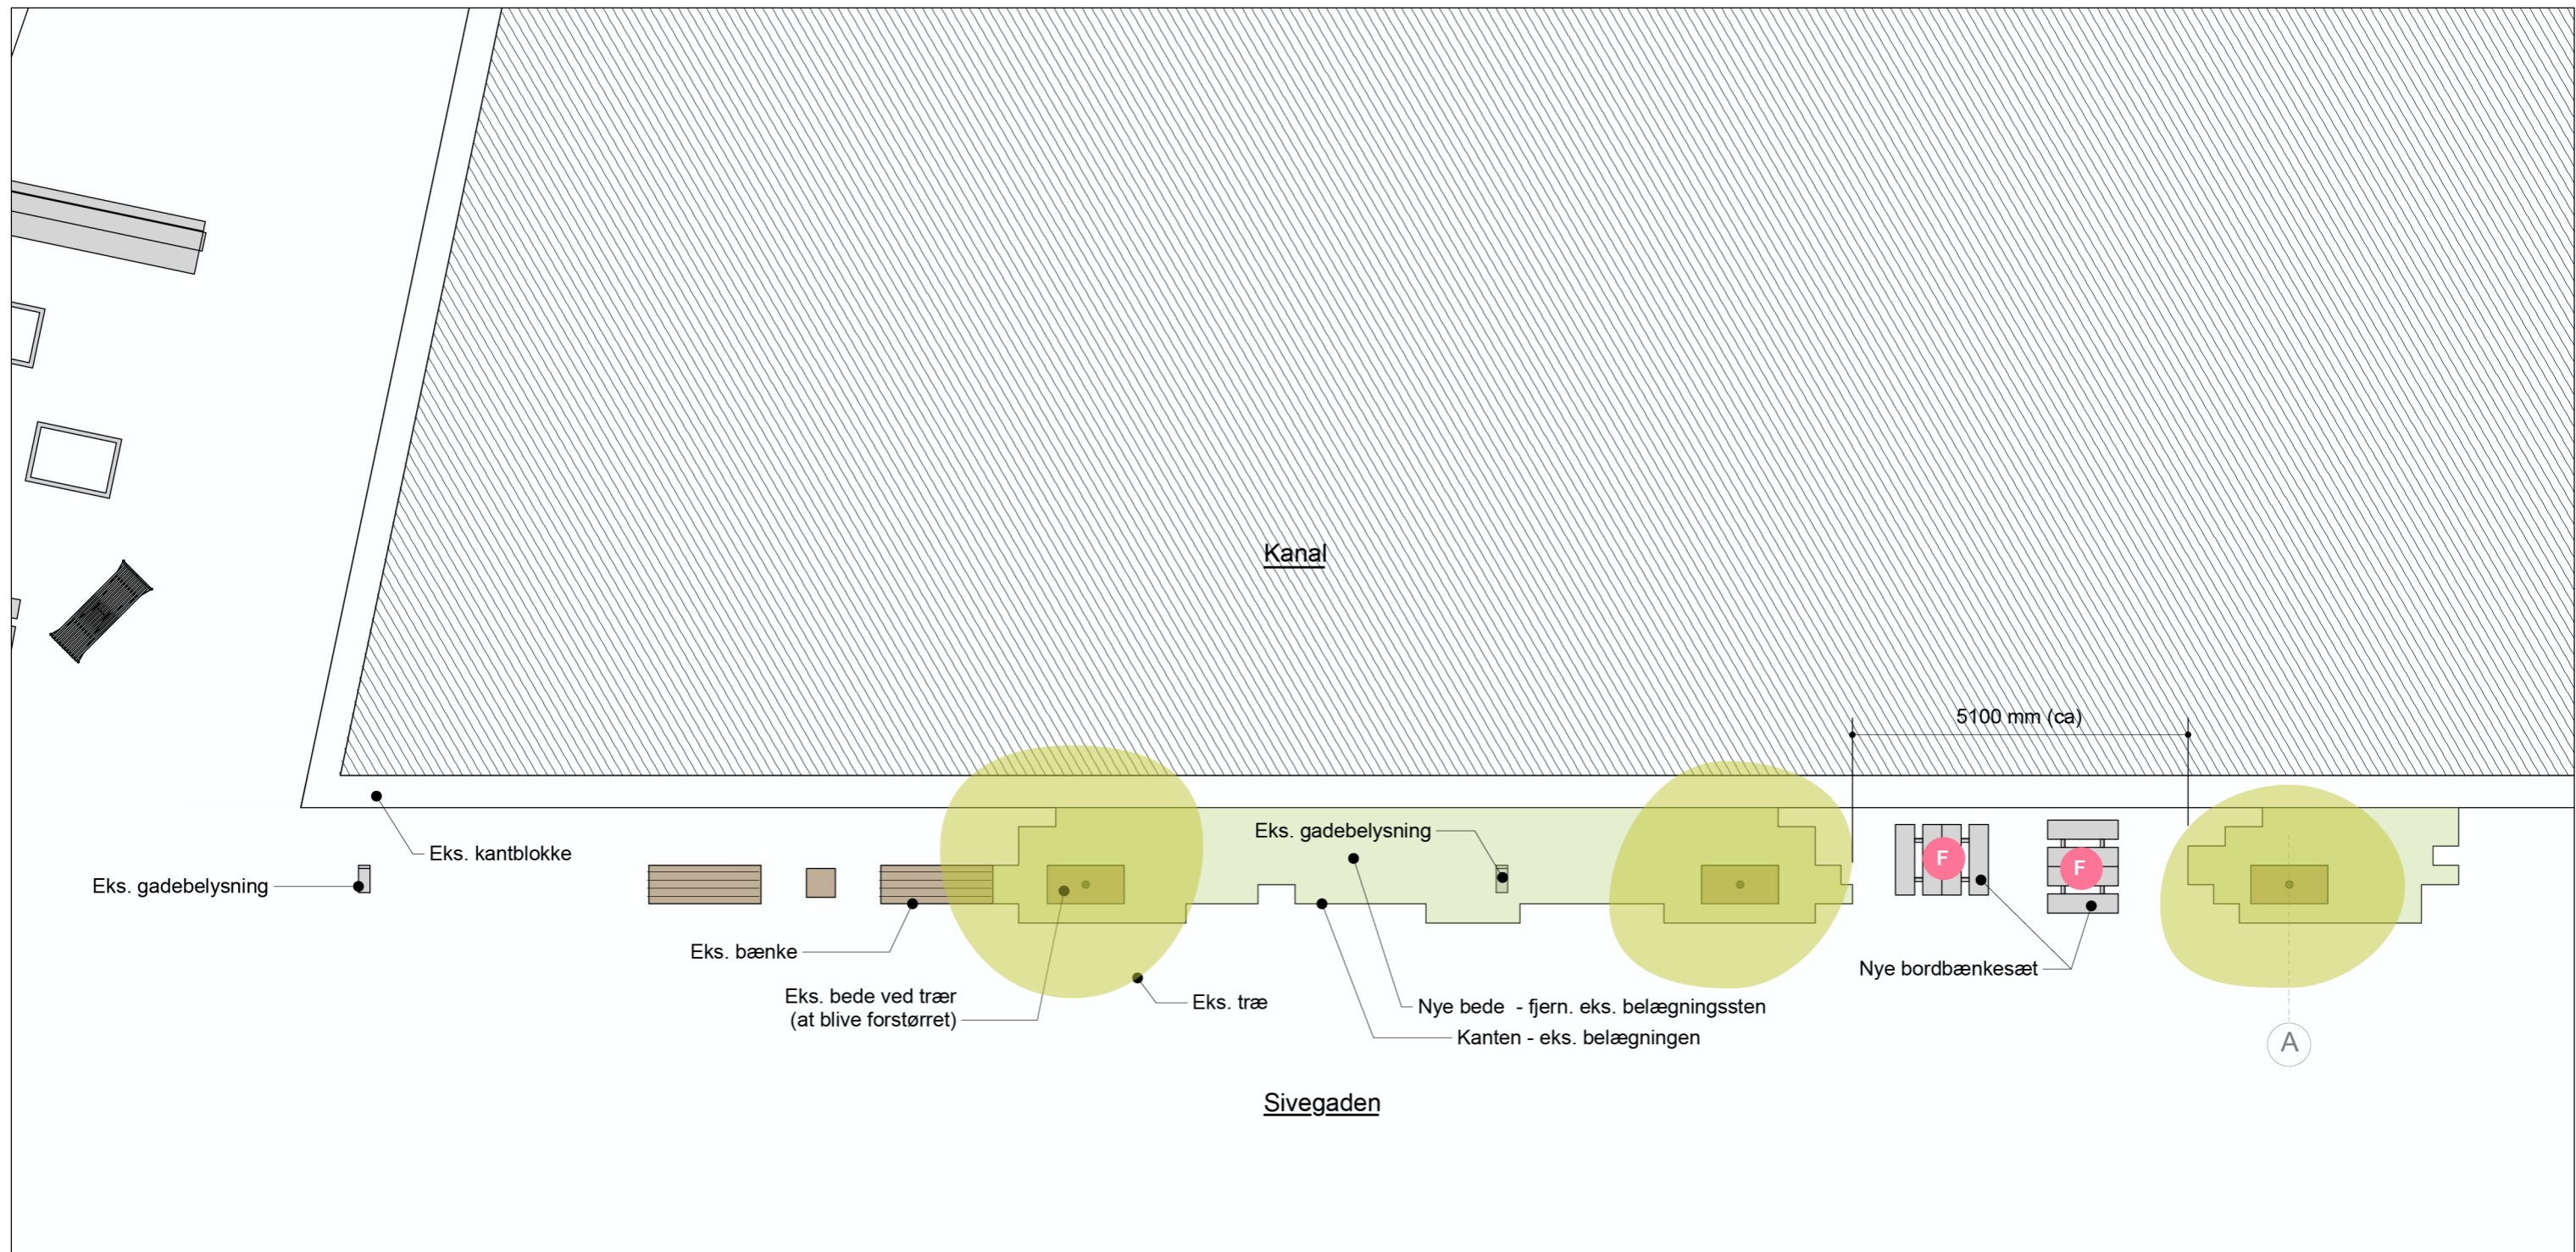 Kanal
5100 mm (ca)
Eks. gadebelysning
Eks. kantblokke
F
F
Eks. gadebelysning
Eks. bænke
Nye bordbænkesæt
Eks. bede ved trær
(at blive forstørret)
Eks. træ
Nye bede - fjern. eks. belægningssten
Kanten - eks. belægningen
A
Sivegaden